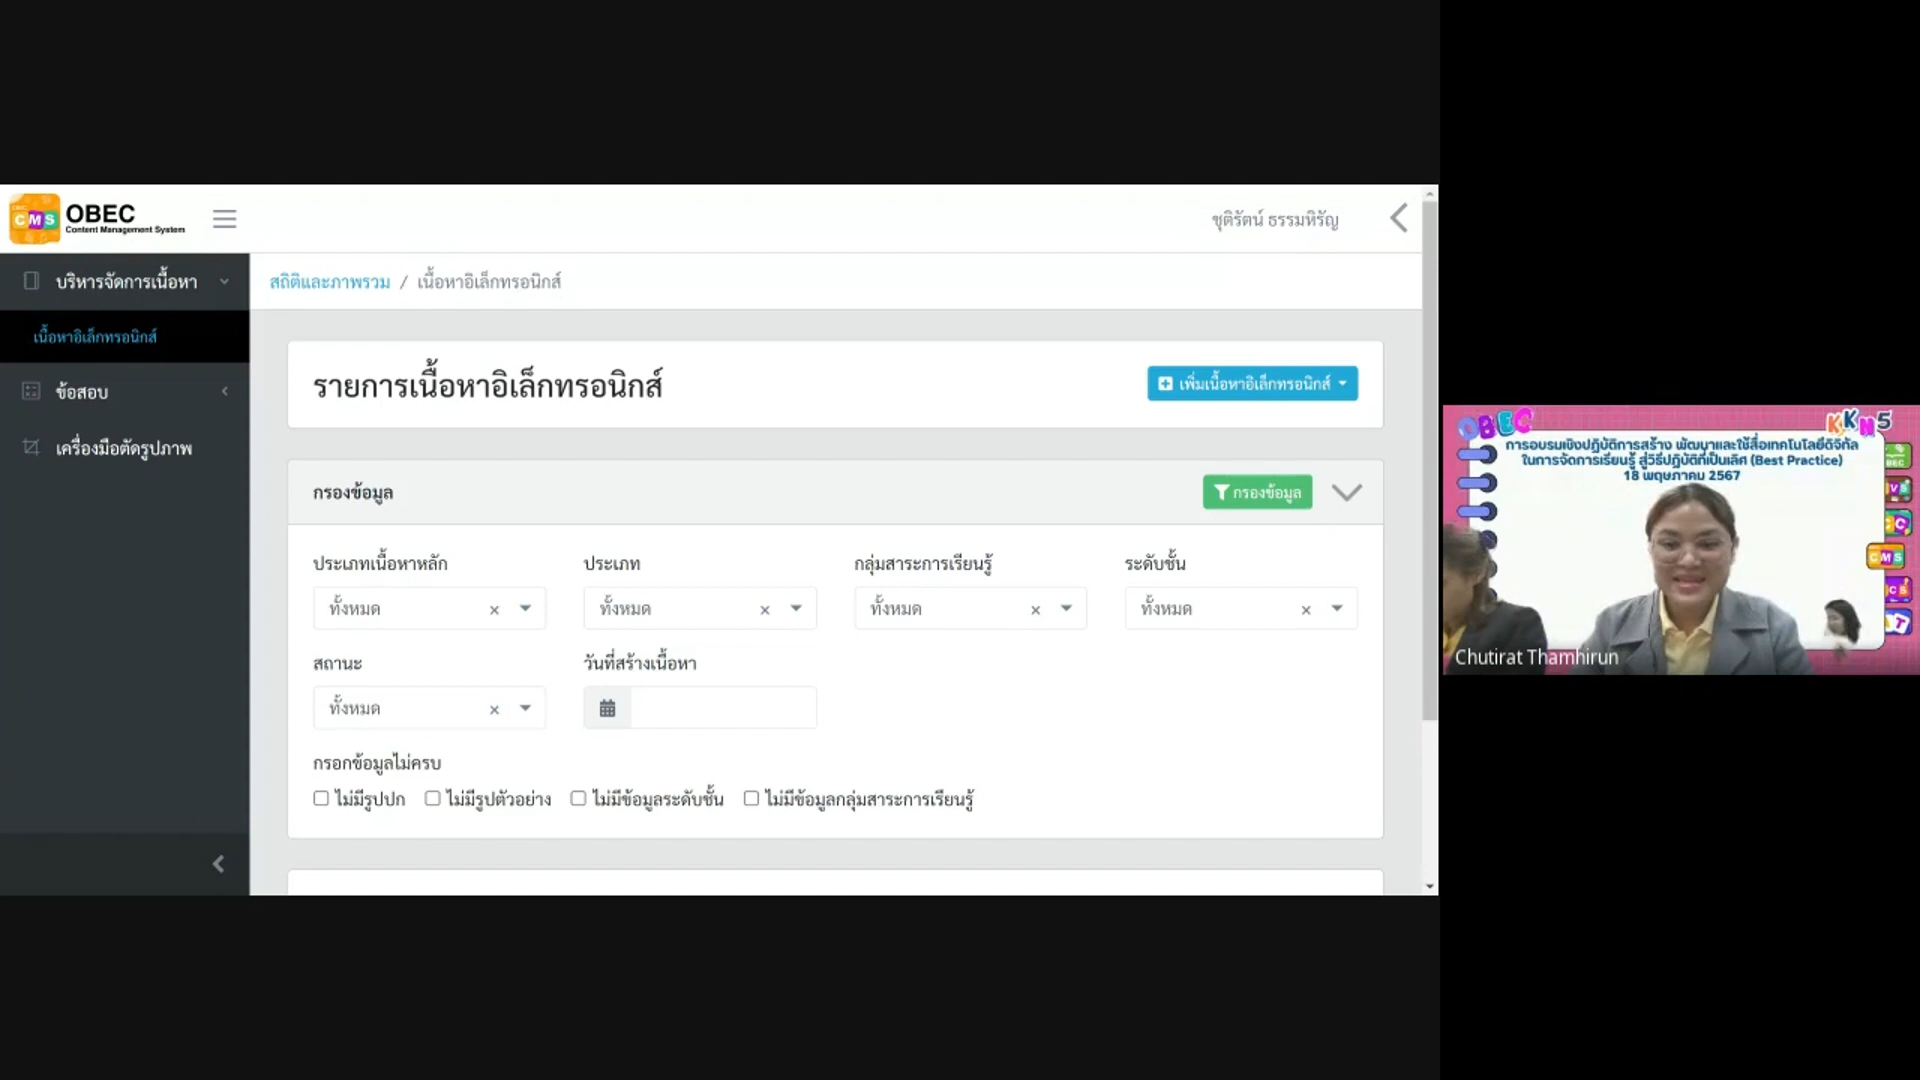 OBEC
CMS
Content Management System
ชุติรัตน์ ธรรมหิรัญ
บริหารจัดการเนื้อหา
เนื้อหาอิเล็กทรอนิกส์
ข้อสอบ
เครื่องมือตัดรูปภาพ
สถิติและภาพรวม / เนื้อหาอิเล็กทรอนิกส์
รายการเนื้อหาอิเล็กทรอนิกส์
เพิ่มเนื้อหาอิเล็กทรอนิกส์
กรองข้อมูล
กรองข้อมูล
ประเภทเนื้อหาหลัก
ประเภท
กลุ่มสาระการเรียนรู้
ระดับชั้น
ทั้งหมด
ทั้งหมด
ทั้งหมด
ทั้งหมด
สถานะ
วันที่สร้างเนื้อหา
ทั้งหมด
กรอกข้อมูลไม่ครบ
ไม่มีรูปปก
ไม่มีรูปตัวอย่าง
ไม่มีข้อมูลระดับชั้น
ไม่มีข้อมูลกลุ่มสาระการเรียนรู้
OBEC
KKN5
การอบรมเชิงปฏิบัติการสร้าง พัฒนาและใช้สื่อเทคโนโลยีดิจิทัล
ในการจัดการเรียนรู้ สู่วิธีปฏิบัติที่เป็นเลิศ (Best Practice)
18 พฤษภาคม 2567
CMS
Chutirat Thamhirun